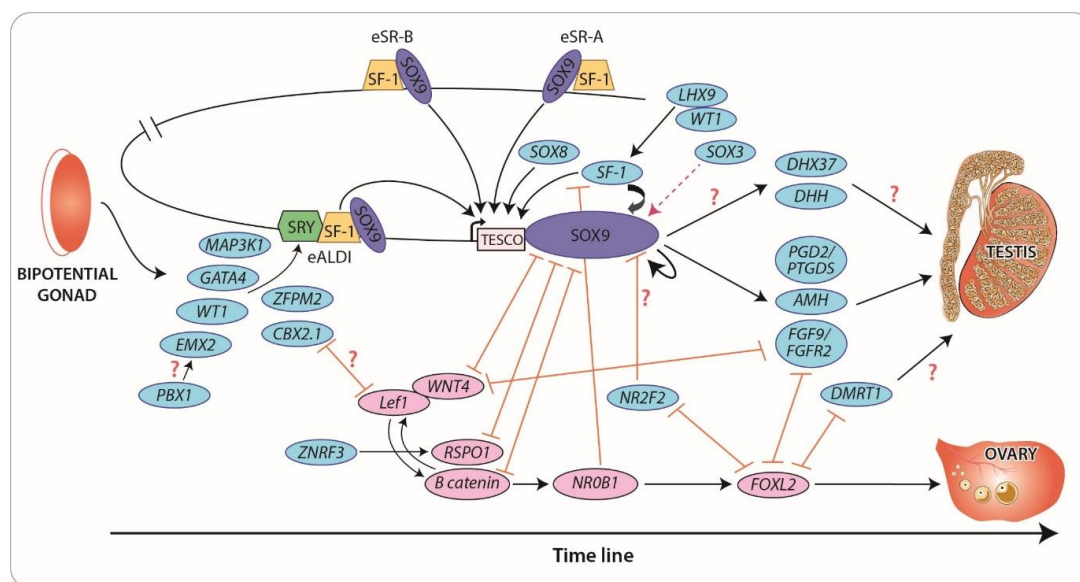 eSR-B
eSR-A
SF-1
SOX9
SOX9
SF-1
LHX9
WT1
SOX8
SOX3
SF-1
DHX37
?
DHH
?
SRY
SF-1
SOX9
eALDI
TESCO
SOX9
MAP3K1
BIPOTENTIAL
GONAD
GATA4
PGD2/
PTGDS
TESTIS
WT1
ZFPM2
?
AMH
EMX2
CBX2.1
FGF9/
FGFR2
?
?
PBX1
WNT4
Lef1
NR2F2
DMRT1
?
ZNRF3
RSPO1
B catenin
NR0B1
FOXL2
OVARY
Time line